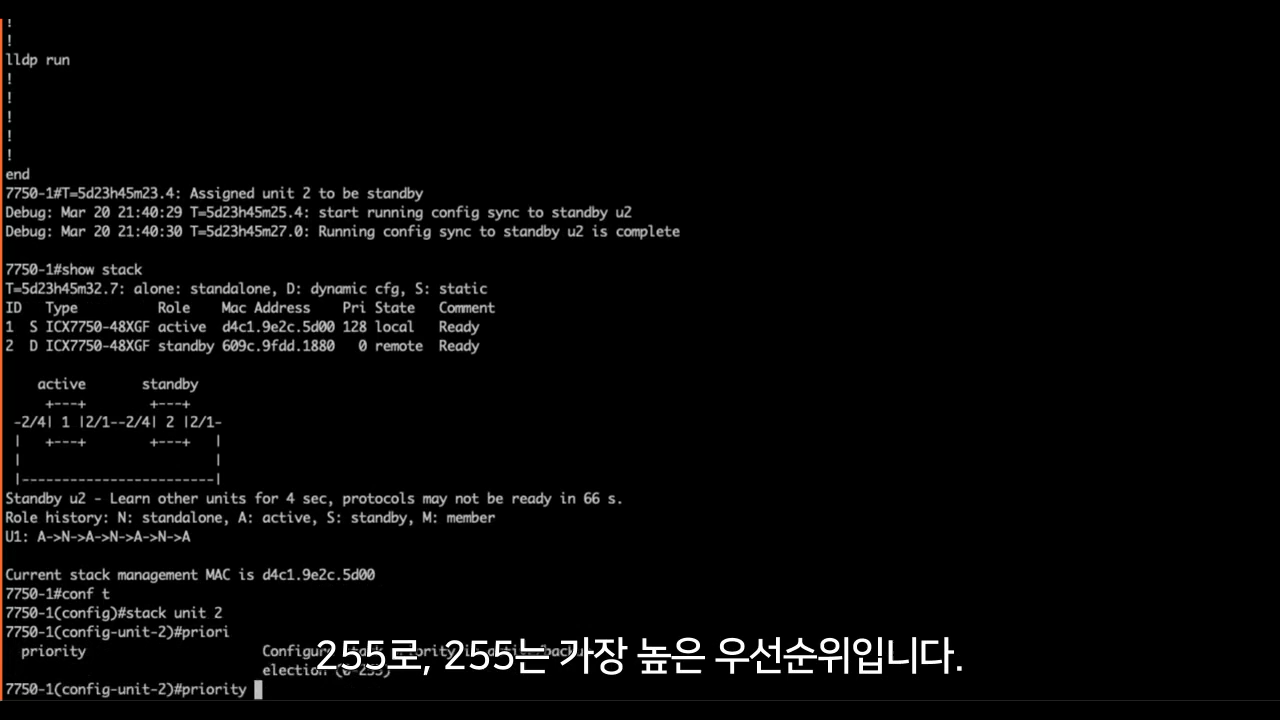 !
!
lldp run
!
!
!
!
!
end
7750-1#T=5d23h45m23.4: Assigned unit 2 to be standby
Debug: Mar 20 21:40:29 T=5d23h45m25.4: start running config sync to standby u2
Debug: Mar 20 21:40:30 T=5d23h45m27.0: Running config sync to standby u2 is complete
7750-1#show stack
T=5d23h45m32.7: alone: standalone, D: dynamic cfg, S: static
ID   Type          Role    Mac Address    Pri State   Comment
1  S ICX7750-48XGF active  d4c1.9e2c.5d00 128 local   Ready
2  D ICX7750-48XGF standby 609c.9fdd.1880   0 remote  Ready
    active       standby
     +---+        +---+
 -2/4| 1 |2/1--2/4| 2 |2/1-
 |   +---+        +---+   |
 |                        |
 |------------------------|
Standby u2 - Learn other units for 4 sec, protocols may not be ready in 66 s.
Role history: N: standalone, A: active, S: standby, M: member
U1: A->N->A->N->A->N->A
Current stack management MAC is d4c1.9e2c.5d00
7750-1#conf t
7750-1(config)#stack unit 2
7750-1(config-unit-2)#priori
  priority
election (0-255)
7750-1(config-unit-2)#priority
255로, 255는 가장 높은 우선순위입니다.